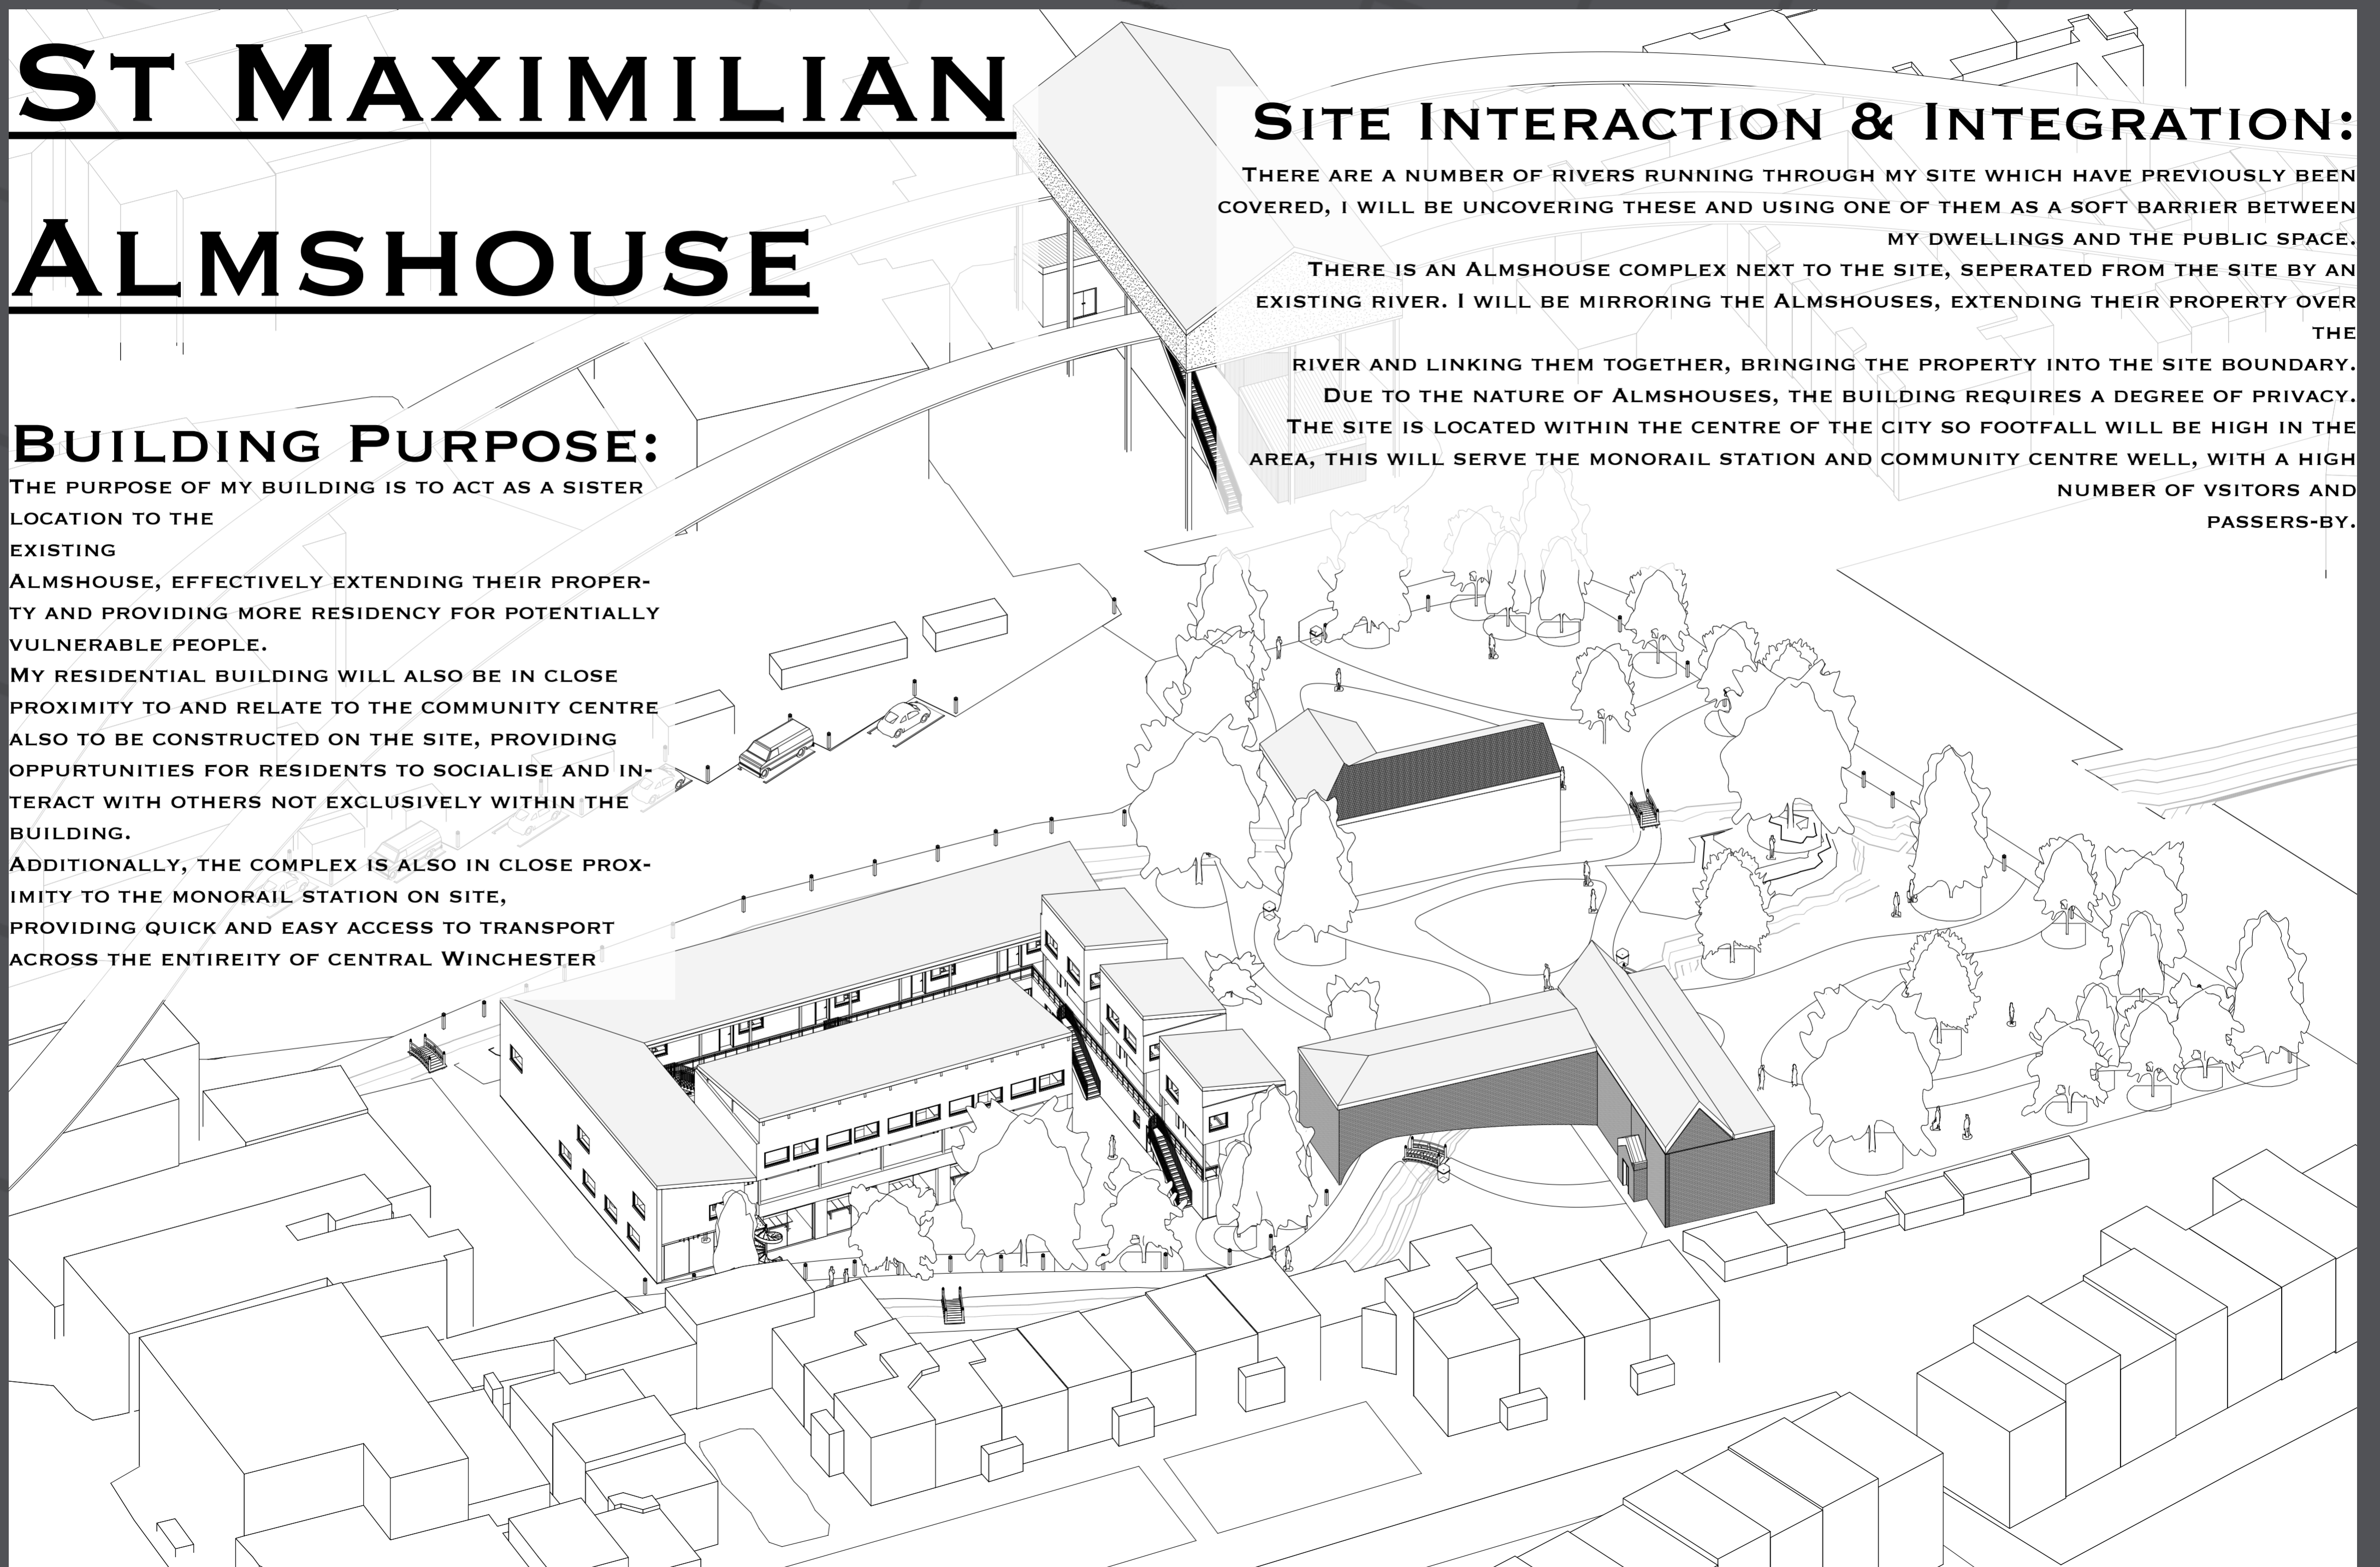 St Maximilian
Almshouse
Building Purpose:
The purpose of my building is to act as a sister
location to the
existing
Almshouse, effectively extending their proper-
ty and providing more residency for potentially
vulnerable people.
My residential building will also be in close
proximity to and relate to the community centre
also to be constructed on the site, providing
oppurtunities for residents to socialise and in-
teract with others not exclusively within the
building.
Additionally, the complex is also in close prox-
imity to the monorail station on site,
providing quick and easy access to transport
across the entireity of central Winchester
Site Interaction & Integration:
There are a number of rivers running through my site which have previously been
covered, i will be uncovering these and using one of them as a soft barrier between
my dwellings and the public space.
There is an Almshouse complex next to the site, seperated from the site by an
existing river. I will be mirroring the Almshouses, extending their property over
the
river and linking them together, bringing the property into the site boundary.
Due to the nature of Almshouses, the building requires a degree of privacy.
The site is located within the centre of the city so footfall will be high in the
area, this will serve the monorail station and community centre well, with a high
number of vsitors and
passers-by.